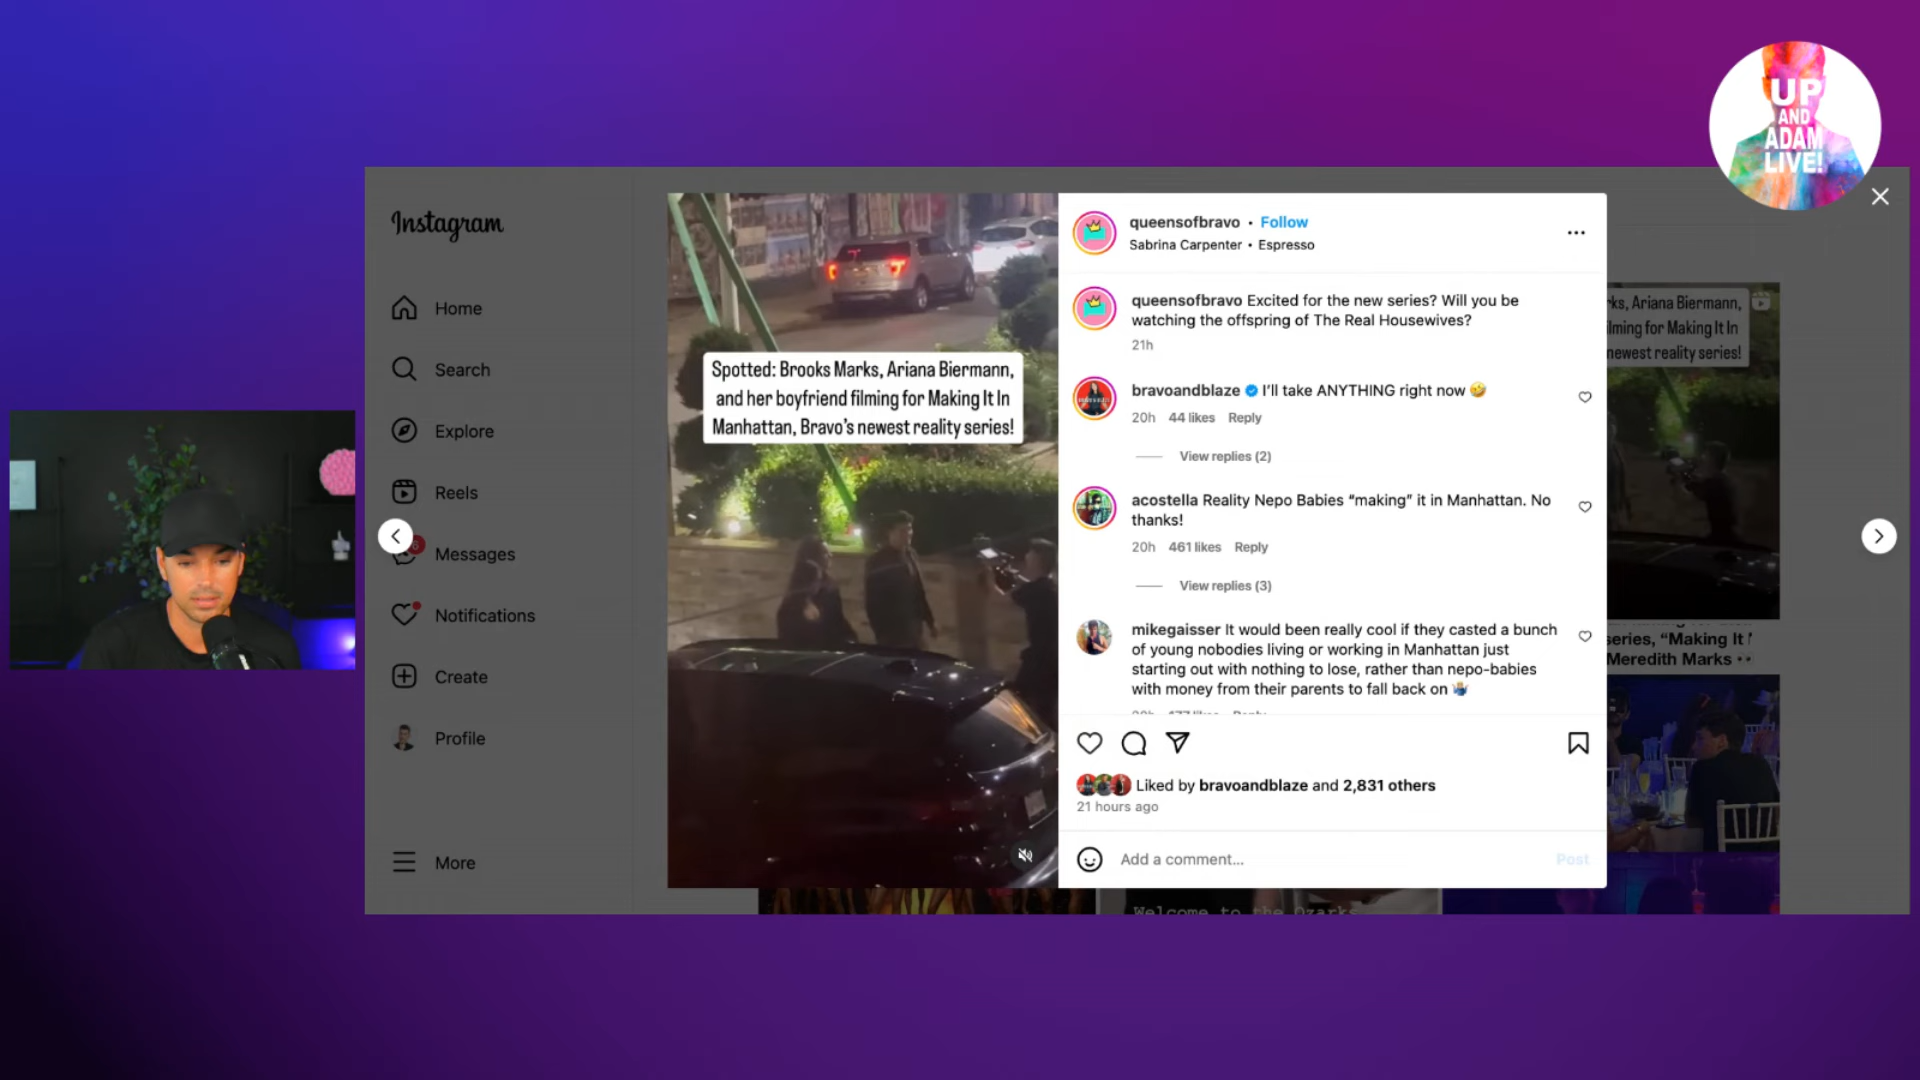 UP
AND
ADAM
LIVE!
Instagram
Home
Search
Explore
Reels
Messages
Notifications
Create
Profile
More
Spotted: Brooks Marks, Ariana Biermann,
and her boyfriend filming for Making It In
Manhattan, Bravo's newest reality series!
queensofbravo • Follow
Sabrina Carpenter • Espresso
queensofbravo Excited for the new series? Will you be
watching the offspring of The Real Housewives?
21h
bravoandblaze I'll take ANYTHING right now 🤣
20h 44 likes Reply
View replies (2)
acostella Reality Nepo Babies “making” it in Manhattan. No
thanks!
20h 461 likes Reply
View replies (3)
mikegaisser It would been really cool if they casted a bunch
of young nobodies living or working in Manhattan just
starting out with nothing to lose, rather than nepo-babies
with money from their parents to fall back on 🤷🏼‍♂️
Liked by bravoandblaze and 2,831 others
21 hours ago
Add a comment...
Post
rks, Ariana Biermann,
ilming for Making It In
newest reality series!
series, “Making It I
Meredith Marks 👀
Welcome to the Ozarks